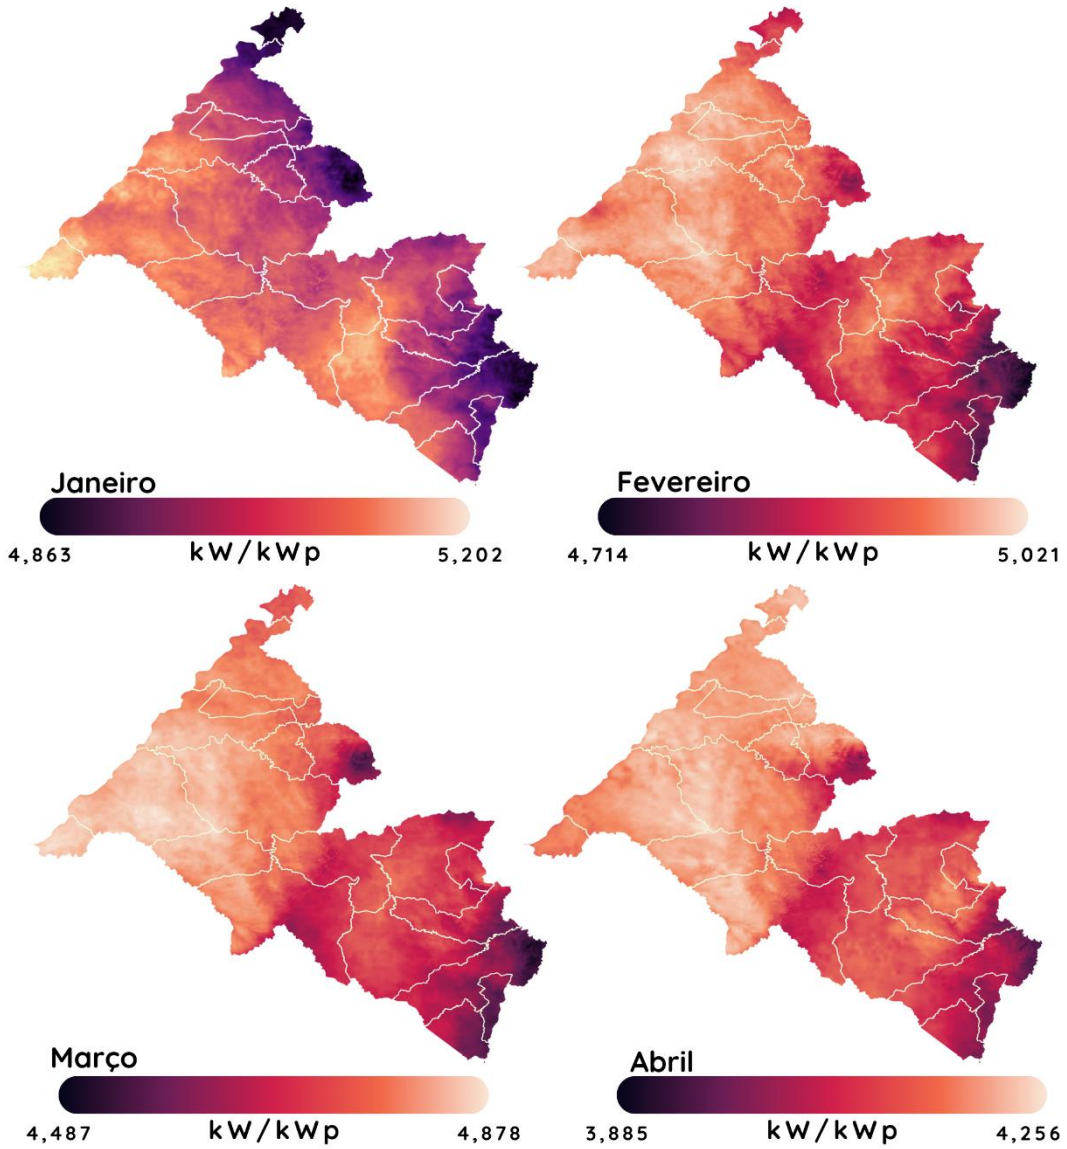 Janeiro
4,863 kW/kWp 5,202
Fevereiro
4,714 kW/kWp 5,021
Março
4,487 kW/kWp 4,878
Abril
3,885 kW/kWp 4,256